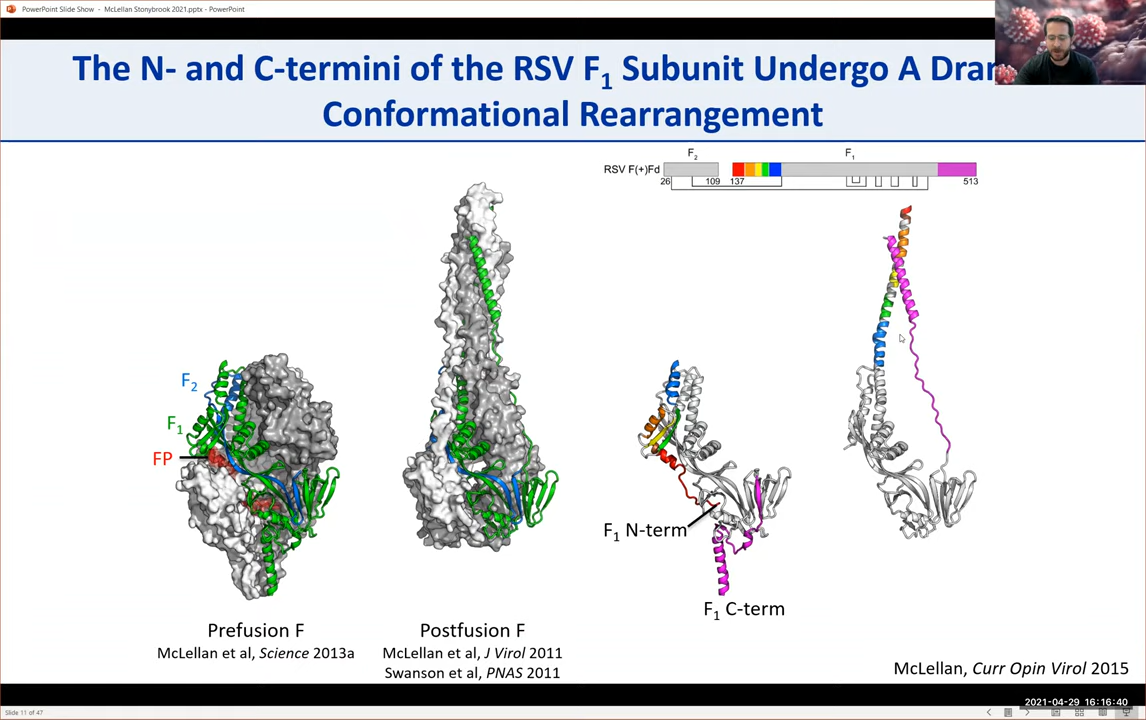 PowerPoint Slide Show - McLellan Stonybrook 2021.pptx - PowerPoint
The N- and C-termini of the RSV F1 Subunit Undergo A
Conformational Rearrangement
F2
F1
RSV F(+)Fd
26
109
137
513
F2
F1
FP
F1 N-term
F1 C-term
Prefusion F
McLellan et al, Science 2013a
Postfusion F
McLellan et al, J Virol 2011
Swanson et al, PNAS 2011
McLellan, Curr Opin Virol 2015
2021-04-29 16:16:40
Slide 11 of 47